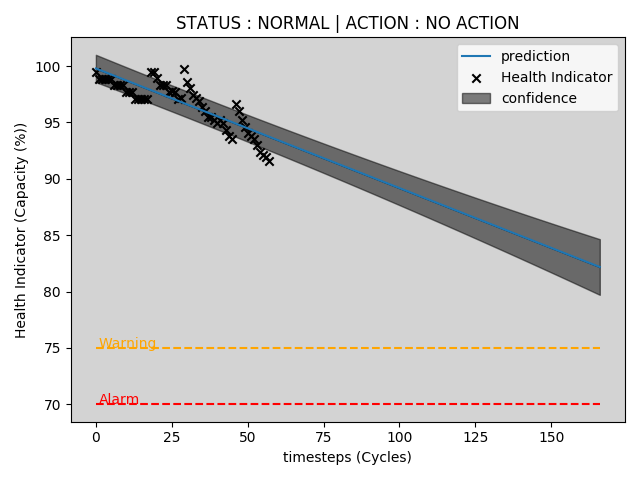 STATUS : NORMAL | ACTION : NO ACTION
prediction
Health Indicator
confidence
Health Indicator (Capacity (%))
100
95
90
85
80
75
70
Warning
Alarm
0
25
50
75
100
125
150
timesteps (Cycles)